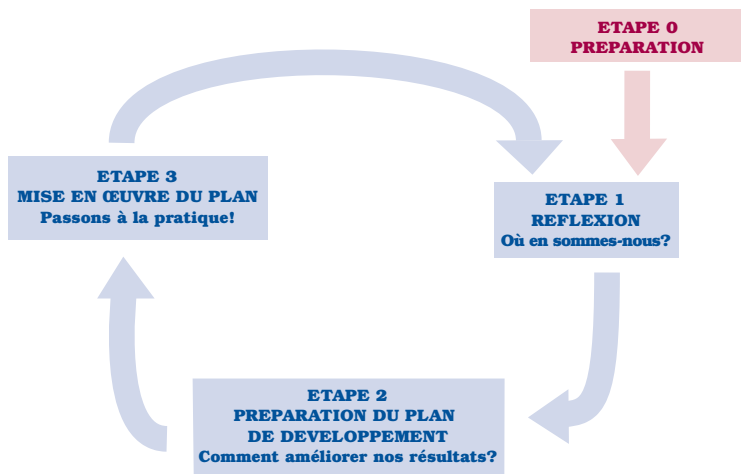 ETAPE 0
PREPARATION
ETAPE 1
REFLEXION
Où en sommes-nous?
ETAPE 2
PREPARATION DU PLAN
DE DEVELOPPEMENT
Comment améliorer nos résultats?
ETAPE 3
MISE EN ŒUVRE DU PLAN
Passons à la pratique!